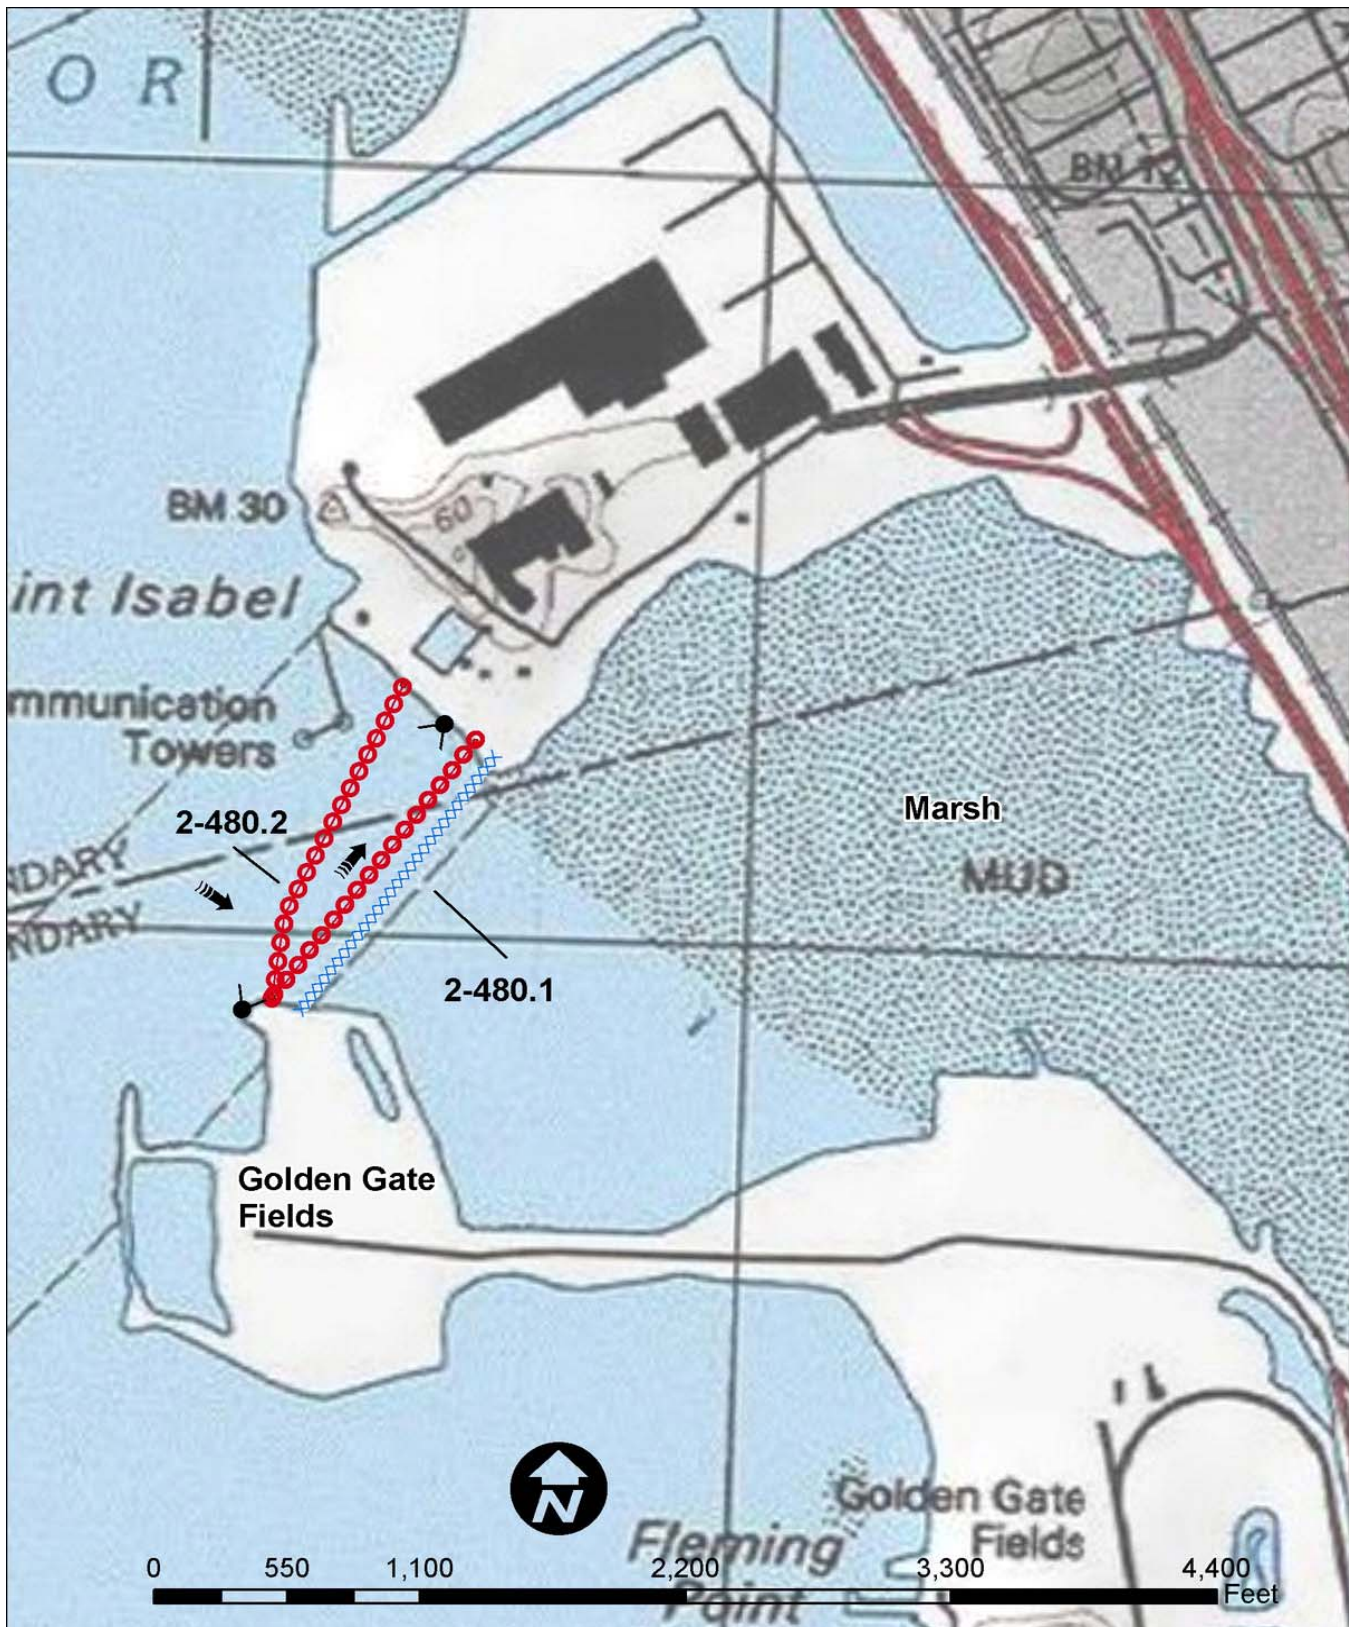 O R
BM 12
BM 30
60
int Isabel
mmunication
Towers
2-480.2
Marsh
MUD
NDARY
NDARY
2-480.1
Golden Gate
Fields
N
Golden Gate
Fields
Fleming
Point
0 550 1,100 2,200 3,300 4,400
Feet